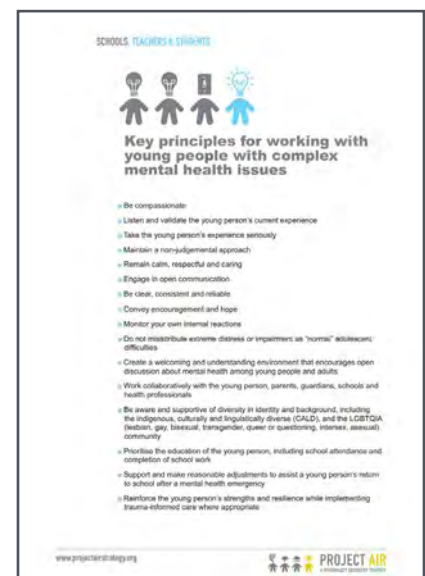 SCHOOLS, TEACHERS & STUDENTS
Key principles for working with
young people with complex
mental health issues
» Be compassionate
» Listen and validate the young person's current experience
» Take the young person's experience seriously
» Maintain a non-judgemental approach
» Remain calm, respectful and caring
» Engage in open communication
» Be clear, consistent and reliable
» Convey encouragement and hope
» Monitor your own internal reactions
» Do not misattribute extreme distress or impairment as "normal" adolescent
difficulties
» Create a welcoming and understanding environment that encourages open
discussion about mental health among young people and adults
» Work collaboratively with the young person, parents, guardians, schools and
health professionals
» Be aware and supportive of diversity in identity and background, including
the indigenous, culturally and linguistically diverse (CALD), and the LGBTQIA
(lesbian, gay, bisexual, transgender, queer or questioning, intersex, asexual)
community
» Prioritise the education of the young person, including school attendance and
completion of school work
» Support and make reasonable adjustments to assist a young person's return
to school after a mental health emergency
» Reinforce the young person's strengths and resilience while implementing
trauma-informed care where appropriate
www.projectairstrategy.org
PROJECT AIR